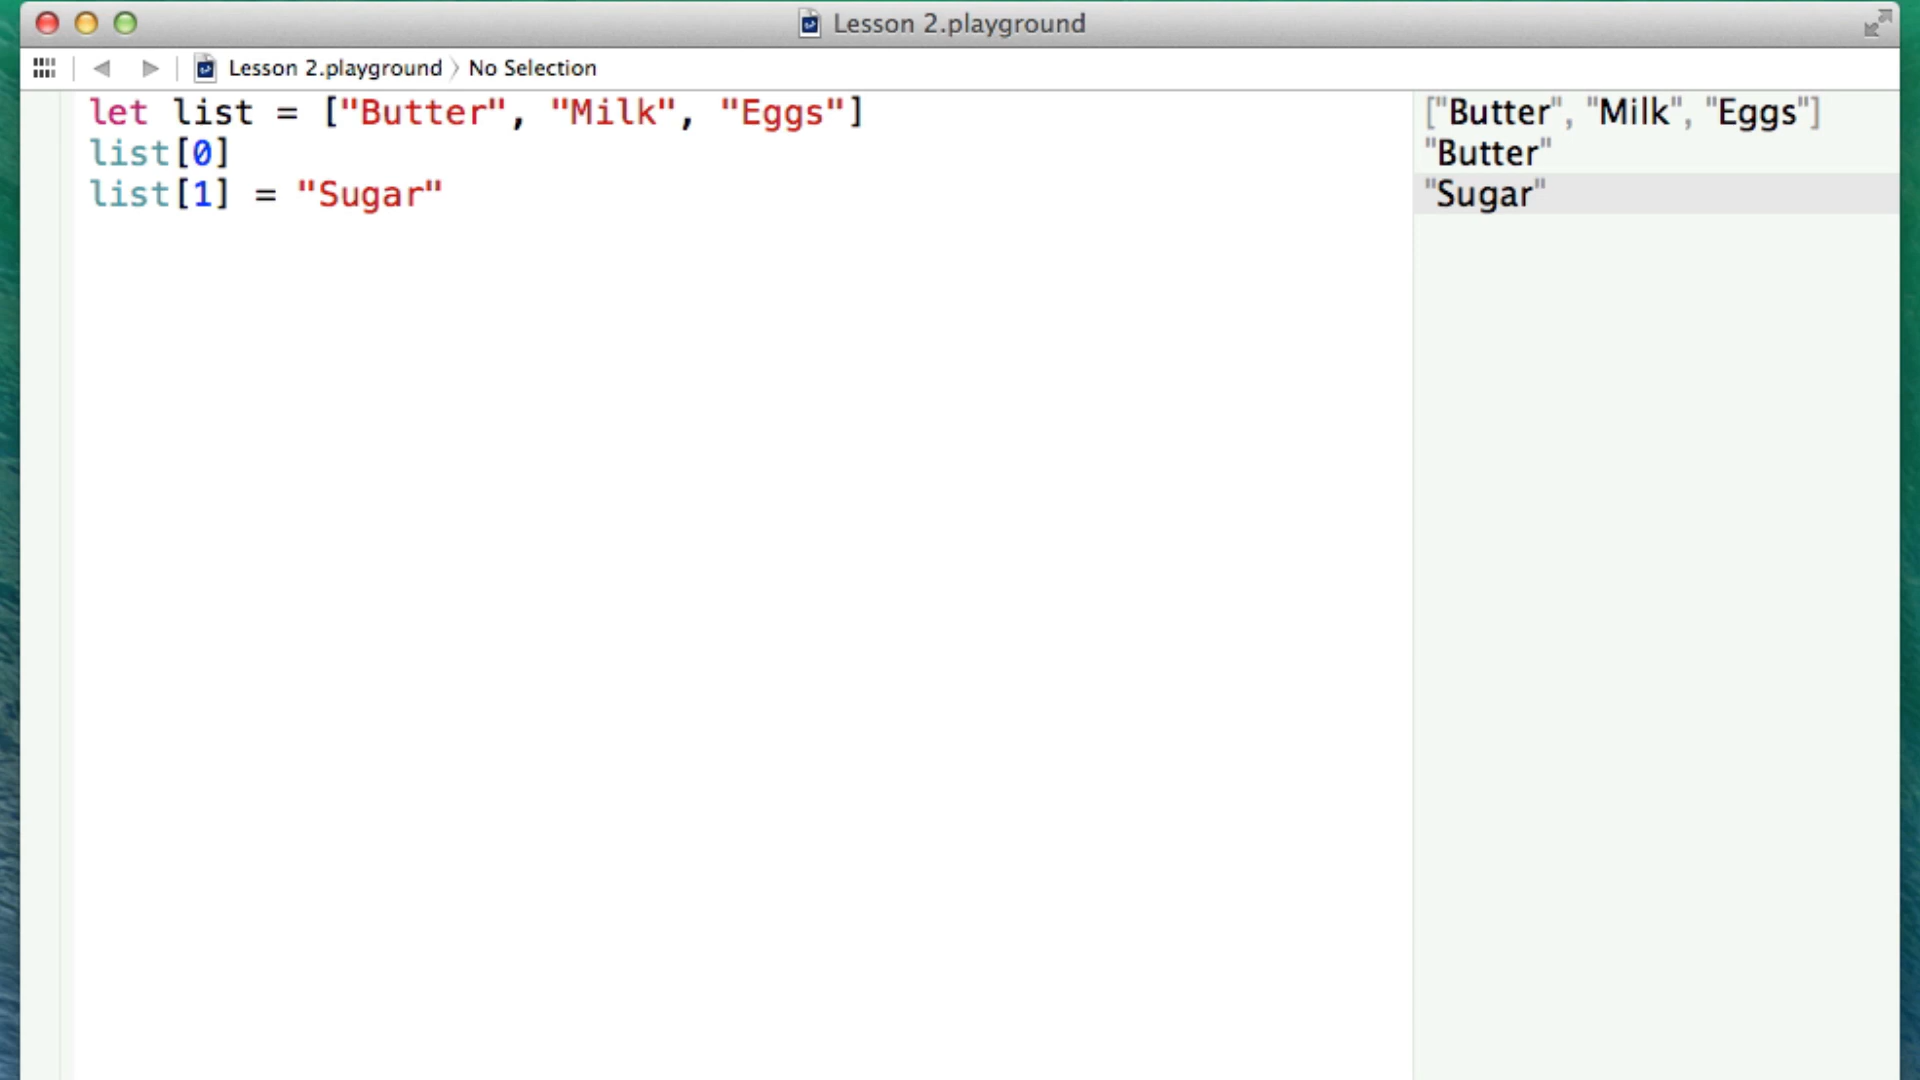 Lesson 2.playground
Lesson 2.playground 〉 No Selection
let list = ["Butter", "Milk", "Eggs"]
list[0]
list[1] = "Sugar"
["Butter", "Milk", "Eggs"]
"Butter"
"Sugar"